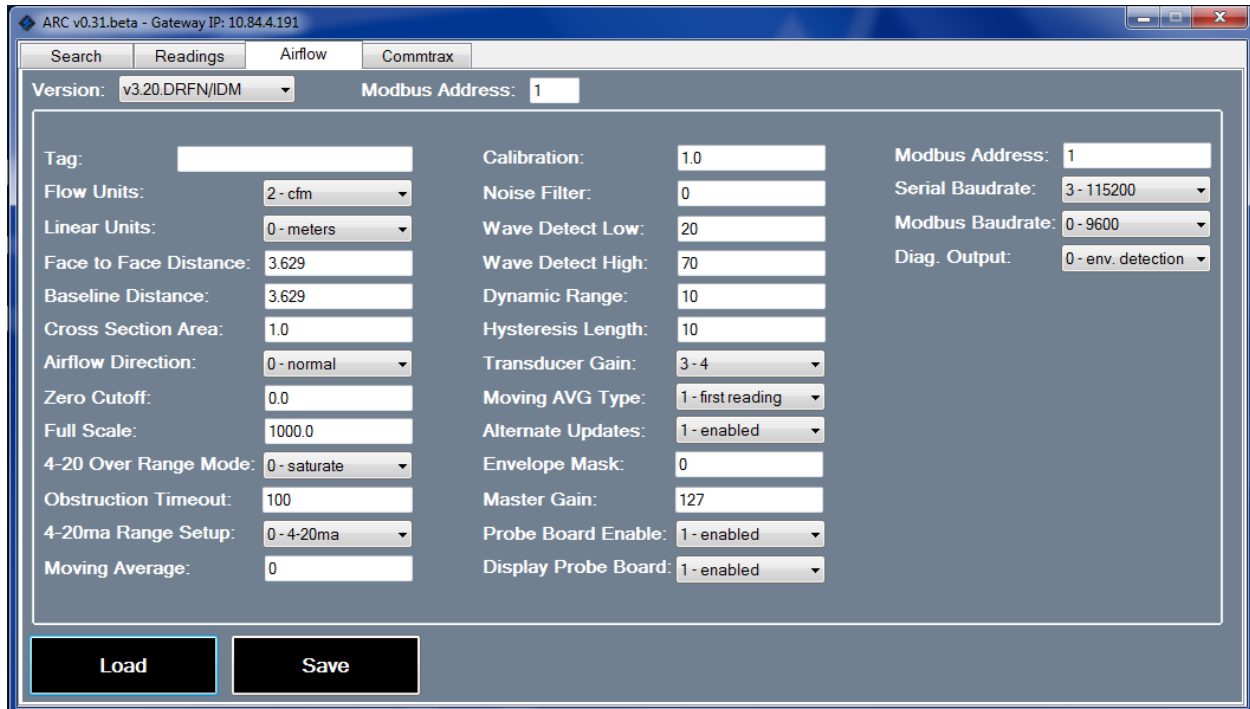 ARC v0.31.beta - Gateway IP: 10.84.4.191
Search Readings Airflow Commtrax
Version: v3.20.DRFN/IDM Modbus Address: 1
Tag:
Flow Units: 2 - cfm
Linear Units: 0 - meters
Face to Face Distance: 3.629
Baseline Distance: 3.629
Cross Section Area: 1.0
Airflow Direction: 0 - normal
Zero Cutoff: 0.0
Full Scale: 1000.0
4-20 Over Range Mode: 0 - saturate
Obstruction Timeout: 100
4-20ma Range Setup: 0 - 4-20ma
Moving Average: 0
Calibration: 1.0
Noise Filter: 0
Wave Detect Low: 20
Wave Detect High: 70
Dynamic Range: 10
Hysteresis Length: 10
Transducer Gain: 3 - 4
Moving AVG Type: 1 - first reading
Alternate Updates: 1 - enabled
Envelope Mask: 0
Master Gain: 127
Probe Board Enable: 1 - enabled
Display Probe Board: 1 - enabled
Modbus Address: 1
Serial Baudrate: 3 - 115200
Modbus Baudrate: 0 - 9600
Diag. Output: 0 - env. detection
Load Save